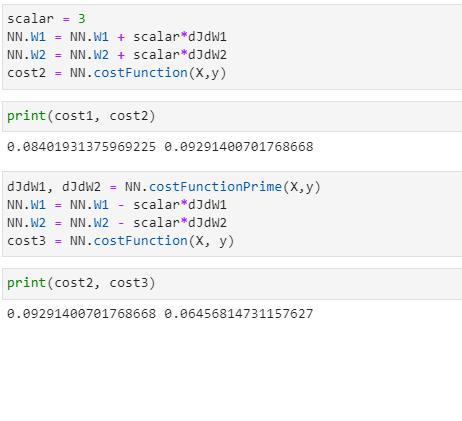 scalar = 3
NN.W1 = NN.W1 + scalar*dJdW1
NN.W2 = NN.W2 + scalar*dJdW2
cost2 = NN.costFunction(X,y)
print(cost1, cost2)
0.08401931375969225 0.09291400701768668
dJdW1, dJdW2 = NN.costFunctionPrime(X,y)
NN.W1 = NN.W1 - scalar*dJdW1
NN.W2 = NN.W2 - scalar*dJdW2
cost3 = NN.costFunction(X, y)
print(cost2, cost3)
0.09291400701768668 0.06456814731157627